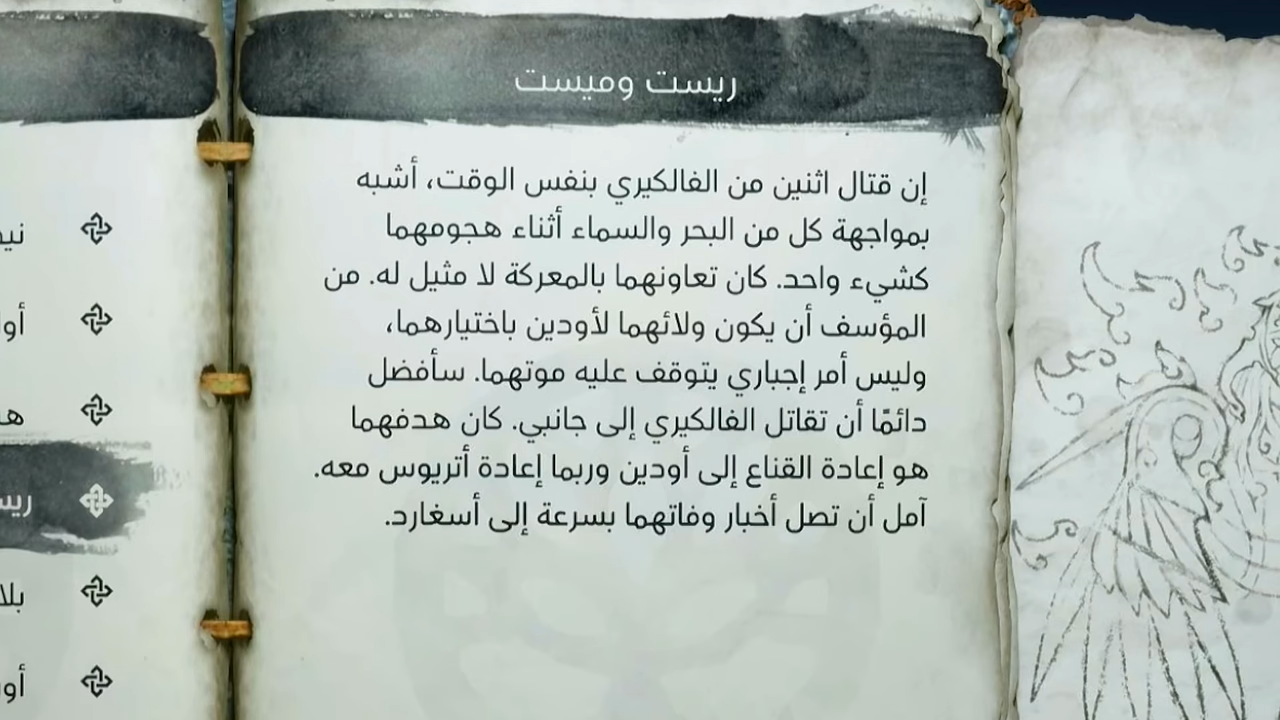 ريست وميست
إن قتال اثنين من الفالكيري بنفس الوقت، أشبه
بمواجهة كل من البحر والسماء أثناء هجومهما
كشيء واحد. كان تعاونهما بالمعركة لا مثيل له. من
المؤسف أن يكون ولائهما لأودين باختيارهما،
وليس أمر إجباري يتوقف عليه موتهما. سأفضل
دائمًا أن تقاتل الفالكيري إلى جانبي. كان هدفهما
هو إعادة القناع إلى أودين وربما إعادة أتريوس معه.
آمل أن تصل أخبار وفاتهما بسرعة إلى أسغارد.